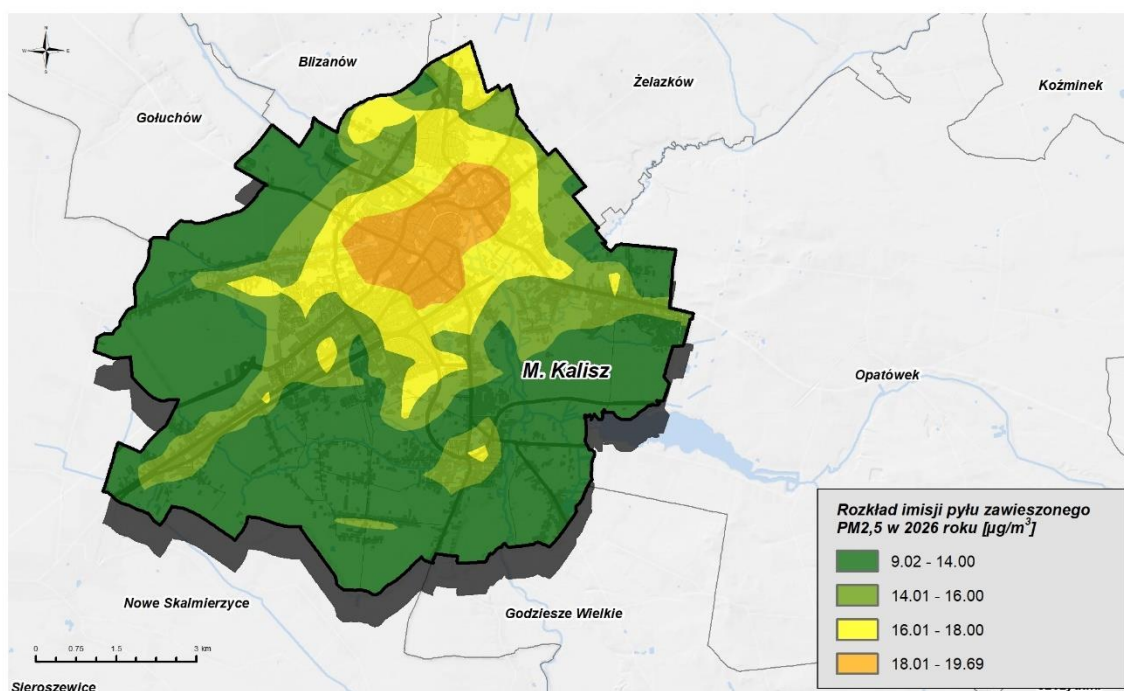 N
W E
S
Blizanów
Żelazków
Koźminek
Gołuchów
M. Kalisz
Opatówek
Nowe Skalmierzyce
Godziesze Wielkie
0 0.75 1.5 3 km
Sieroszewice
Rozkład imisji pyłu zawieszonego
PM2,5 w 2026 roku [µg/m³]
9.02 - 14.00
14.01 - 16.00
16.01 - 18.00
18.01 - 19.69